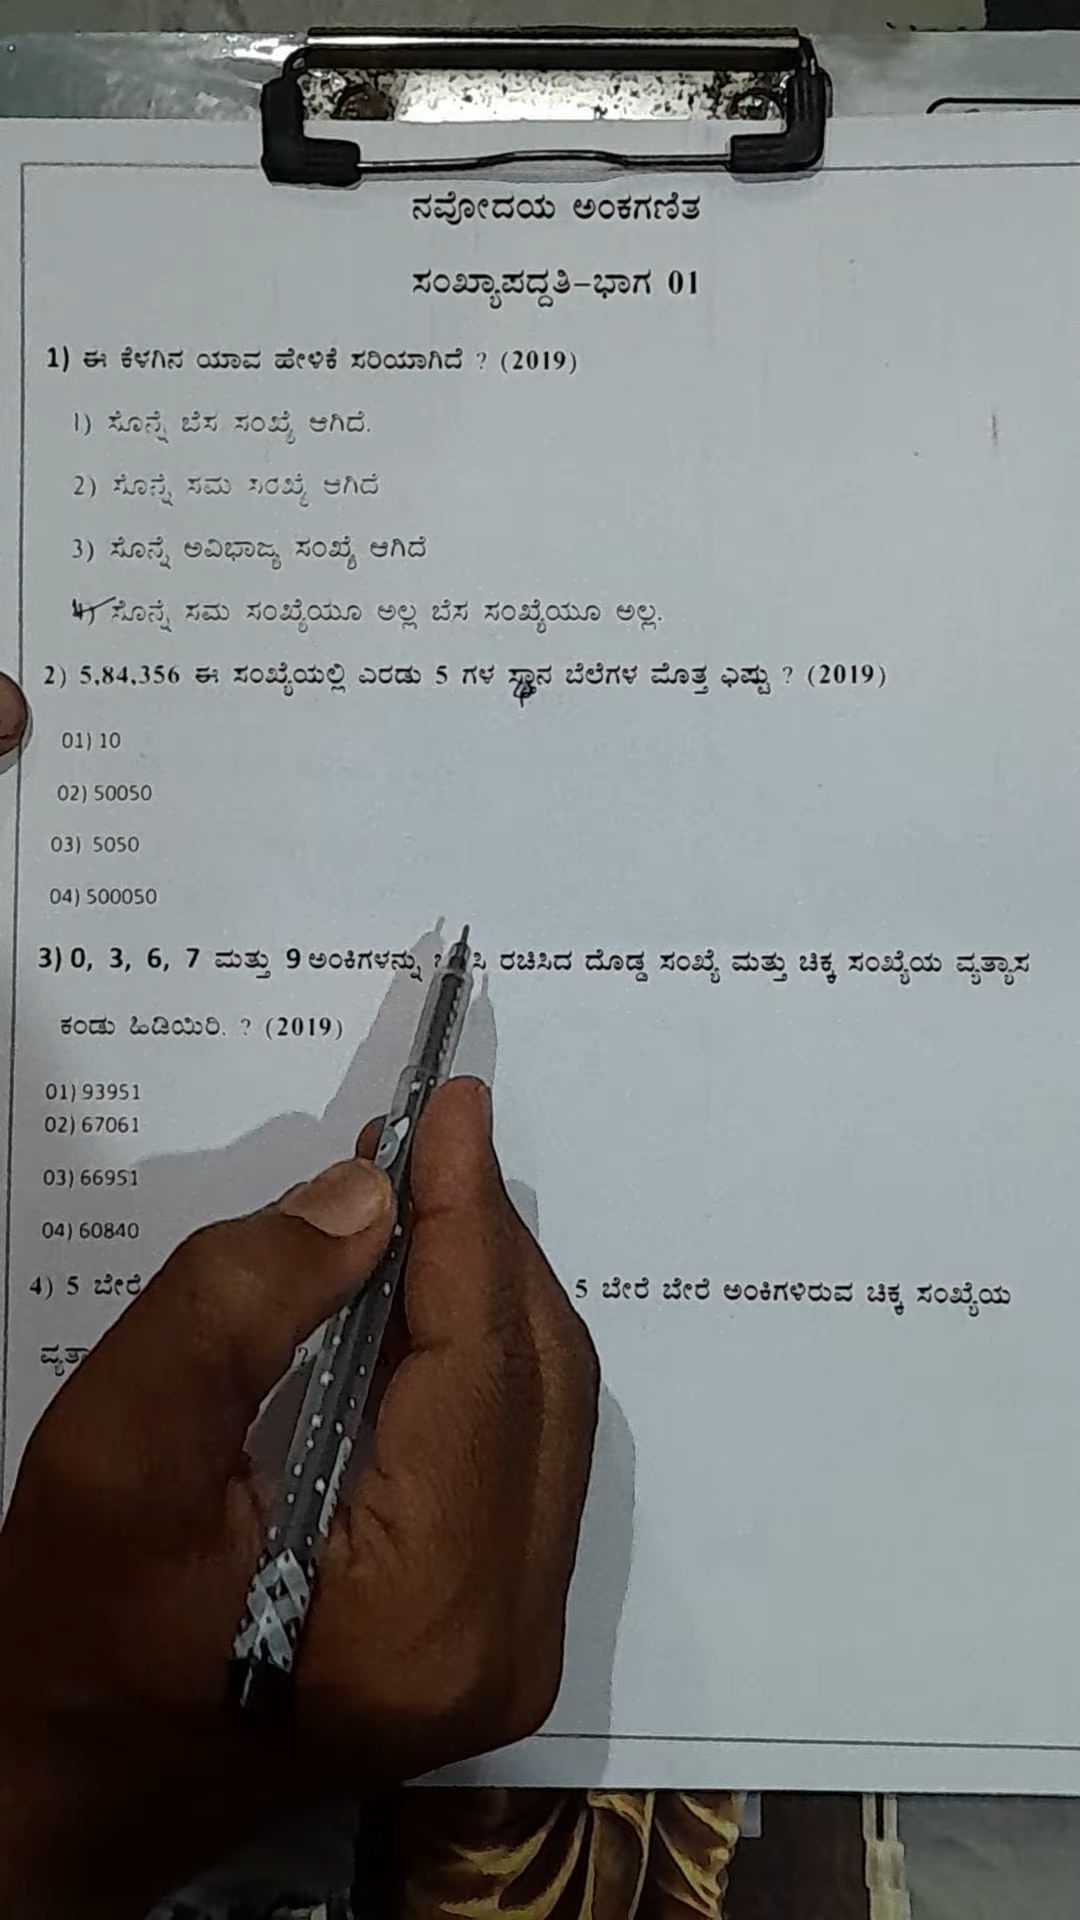 ನವೋದಯ ಅಂಕಗಣಿತ
ಸಂಖ್ಯಾಪದ್ದತಿ-ಭಾಗ 01
1) ಈ ಕೆಳಗಿನ ಯಾವ ಹೇಳಿಕೆ ಸರಿಯಾಗಿದೆ ? (2019)
1) ಸೊನ್ನೆ ಬೆಸ ಸಂಖ್ಯೆ ಆಗಿದೆ.
2) ಸೊನ್ನೆ ಸಮ ಸಂಖ್ಯೆ ಆಗಿದೆ
3) ಸೊನ್ನೆ ಅವಿಭಾಜ್ಯ ಸಂಖ್ಯೆ ಆಗಿದೆ
4) ಸೊನ್ನೆ ಸಮ ಸಂಖ್ಯೆಯೂ ಅಲ್ಲ ಬೆಸ ಸಂಖ್ಯೆಯೂ ಅಲ್ಲ.
2) 5,84,356 ಈ ಸಂಖ್ಯೆಯಲ್ಲಿ ಎರಡು 5 ಗಳ ಸ್ಥಾನ ಬೆಲೆಗಳ ಮೊತ್ತ ಎಷ್ಟು ? (2019)
01) 10
02) 50050
03) 5050
04) 500050
3) 0, 3, 6, 7 ಮತ್ತು 9 ಅಂಕಿಗಳನ್ನು ರಚಿಸಿದ ದೊಡ್ಡ ಸಂಖ್ಯೆ ಮತ್ತು ಚಿಕ್ಕ ಸಂಖ್ಯೆಯ ವ್ಯತ್ಯಾಸ
ಕಂಡು ಹಿಡಿಯಿರಿ. ? (2019)
01) 93951
02) 67061
03) 66951
04) 60840
4) 5 ಬೇರೆ 5 ಬೇರೆ ಬೇರೆ ಅಂಕಿಗಳಿರುವ ಚಿಕ್ಕ ಸಂಖ್ಯೆಯ
?